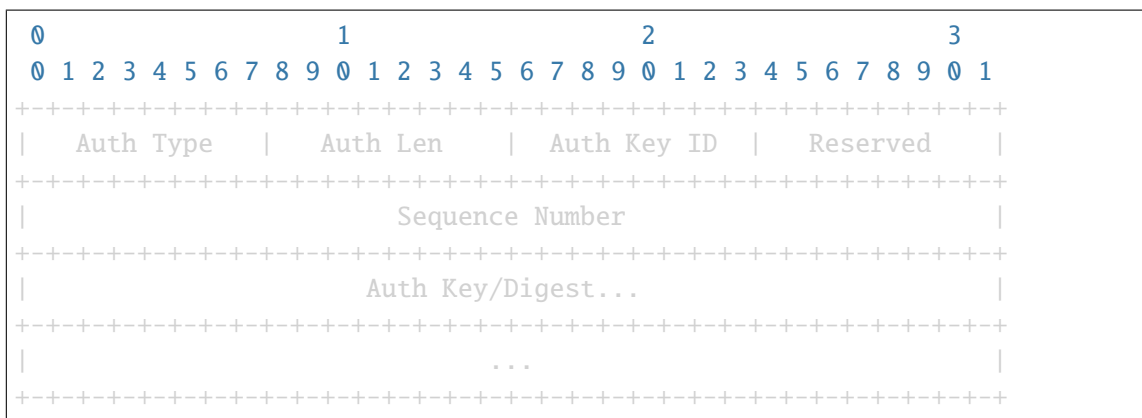 0                   1                   2                   3
 0 1 2 3 4 5 6 7 8 9 0 1 2 3 4 5 6 7 8 9 0 1 2 3 4 5 6 7 8 9 0 1
+-+-+-+-+-+-+-+-+-+-+-+-+-+-+-+-+-+-+-+-+-+-+-+-+-+-+-+-+-+-+-+-+
|   Auth Type   |   Auth Len    |  Auth Key ID  |   Reserved    |
+-+-+-+-+-+-+-+-+-+-+-+-+-+-+-+-+-+-+-+-+-+-+-+-+-+-+-+-+-+-+-+-+
|                        Sequence Number                        |
+-+-+-+-+-+-+-+-+-+-+-+-+-+-+-+-+-+-+-+-+-+-+-+-+-+-+-+-+-+-+-+-+
|                      Auth Key/Digest...                       |
+-+-+-+-+-+-+-+-+-+-+-+-+-+-+-+-+-+-+-+-+-+-+-+-+-+-+-+-+-+-+-+-+
|                              ...                              |
+-+-+-+-+-+-+-+-+-+-+-+-+-+-+-+-+-+-+-+-+-+-+-+-+-+-+-+-+-+-+-+-+